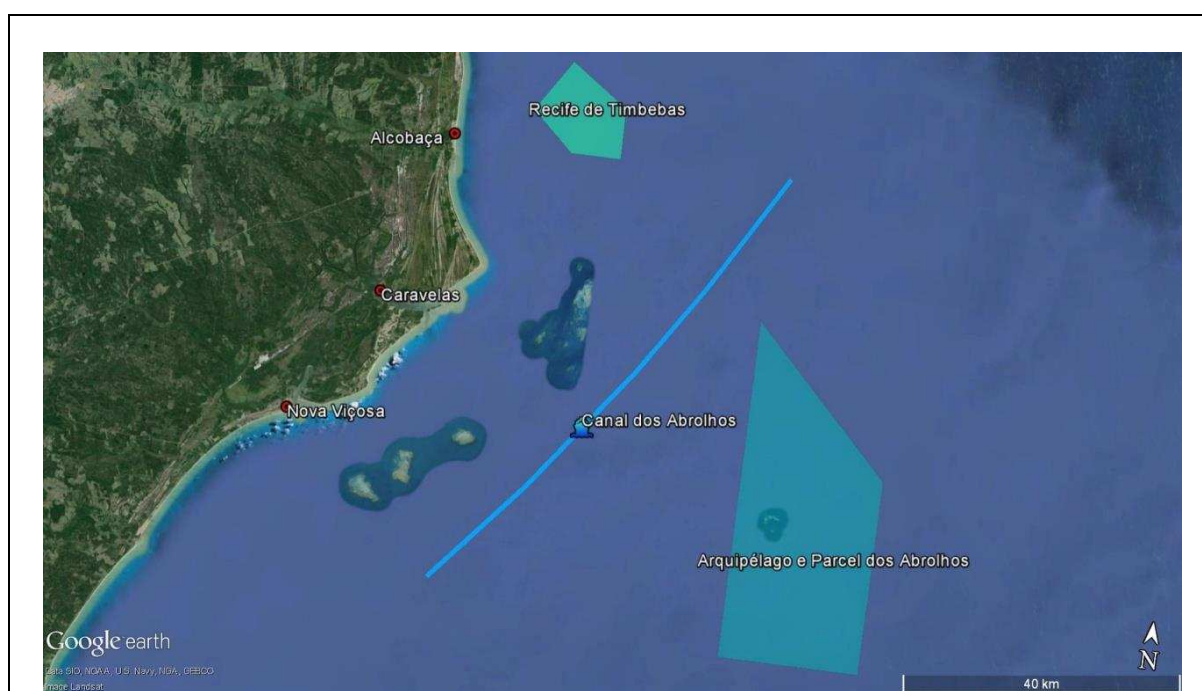 Recife de Timbebas
Alcobaça
Caravelas
Nova Viçosa
Canal dos Abrolhos
Arquipélago e Parcel dos Abrolhos
Google earth
Data SIO, NOAA, U.S. Navy, NGA, GEBCO
Image Landsat
N
40 km